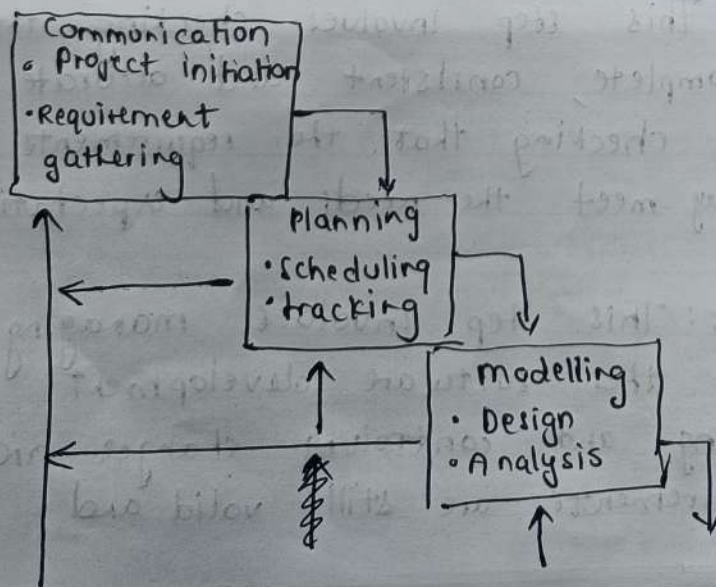 Communication
• Project initiation
• Requirement
gathering
Planning
• scheduling
• tracking
modelling
• Design
• Analysis